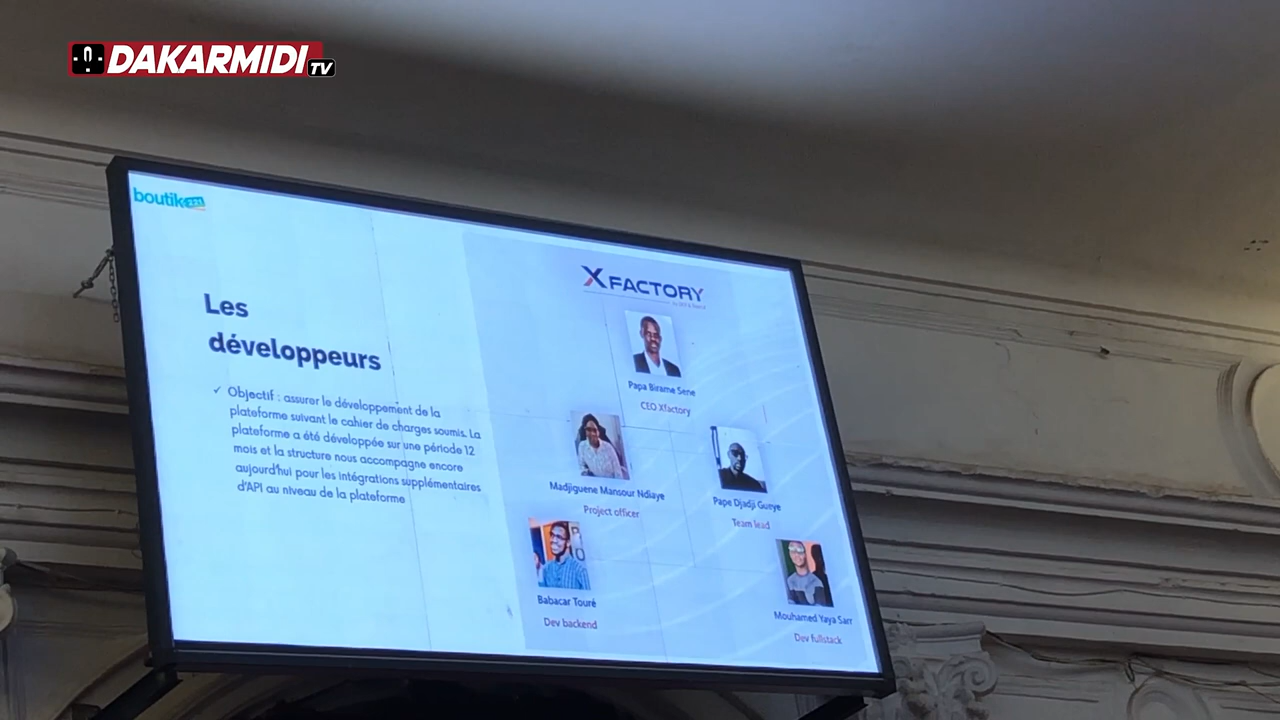 DAKARMIDI TV
boutik221
Les
développeurs
✓ Objectif : assurer le développement de la
plateforme suivant le cahier de charges soumis. La
plateforme a été développée sur une période 12
mois et la structure nous accompagne encore
aujourd'hui pour les intégrations supplémentaires
d'API au niveau de la plateforme
XFACTORY
Papa Birame Sene
CEO Xfactory
Madjiguene Mansour Ndiaye
Project officer
Pape Djadji Gueye
Team lead
Babacar Touré
Dev backend
Mouhamed Yaya Sarr
Dev fullstack